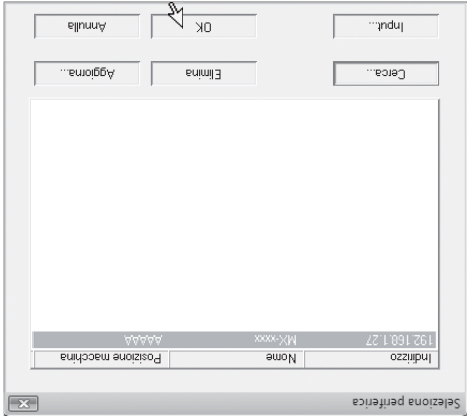 Seleziona periferica
Indirizzo Nome Posizione macchina
192.168.1.27 MX-xxxx AAAAA
Cerca... Elimina Aggiorna...
Input... OK Annulla